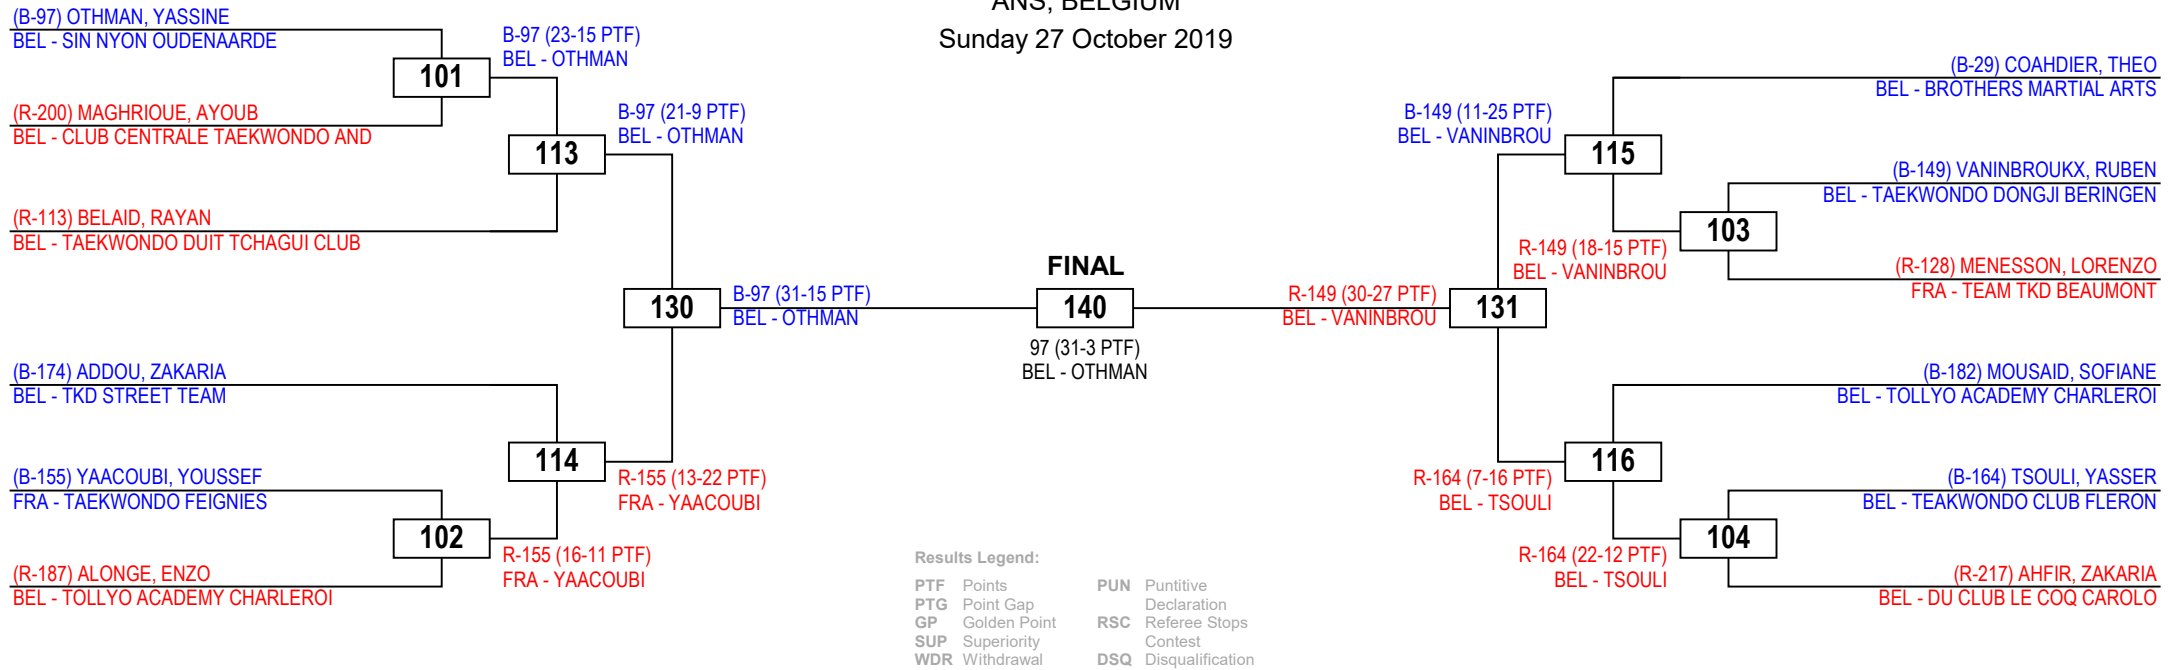 ANS, BELGIUM
Sunday 27 October 2019
(B-97) OTHMAN, YASSINE
BEL - SIN NYON OUDENAARDE
B-97 (23-15 PTF)
BEL - OTHMAN
101
(R-200) MAGHRIOUE, AYOUB
BEL - CLUB CENTRALE TAEKWONDO AND
B-97 (21-9 PTF)
BEL - OTHMAN
113
(R-113) BELAID, RAYAN
BEL - TAEKWONDO DUIT TCHAGUI CLUB
130
B-97 (31-15 PTF)
BEL - OTHMAN
(B-174) ADDOU, ZAKARIA
BEL - TKD STREET TEAM
114
R-155 (13-22 PTF)
FRA - YAACOUBI
(B-155) YAACOUBI, YOUSSEF
FRA - TAEKWONDO FEIGNIES
102
R-155 (16-11 PTF)
FRA - YAACOUBI
(R-187) ALONGE, ENZO
BEL - TOLLYO ACADEMY CHARLEROI
FINAL
140
97 (31-3 PTF)
BEL - OTHMAN
(B-29) COAHDIER, THEO
BEL - BROTHERS MARTIAL ARTS
B-149 (11-25 PTF)
BEL - VANINBROU
115
(B-149) VANINBROUKX, RUBEN
BEL - TAEKWONDO DONGJI BERINGEN
103
R-149 (18-15 PTF)
BEL - VANINBROU
(R-128) MENESSON, LORENZO
FRA - TEAM TKD BEAUMONT
R-149 (30-27 PTF)
BEL - VANINBROU
131
(B-182) MOUSAID, SOFIANE
BEL - TOLLYO ACADEMY CHARLEROI
116
R-164 (7-16 PTF)
BEL - TSOULI
(B-164) TSOULI, YASSER
BEL - TEAKWONDO CLUB FLERON
104
R-164 (22-12 PTF)
BEL - TSOULI
(R-217) AHFIR, ZAKARIA
BEL - DU CLUB LE COQ CAROLO
Results Legend:
PTF Points PUN Puntitive
PTG Point Gap Declaration
GP Golden Point RSC Referee Stops
SUP Superiority Contest
WDR Withdrawal DSQ Disqualification